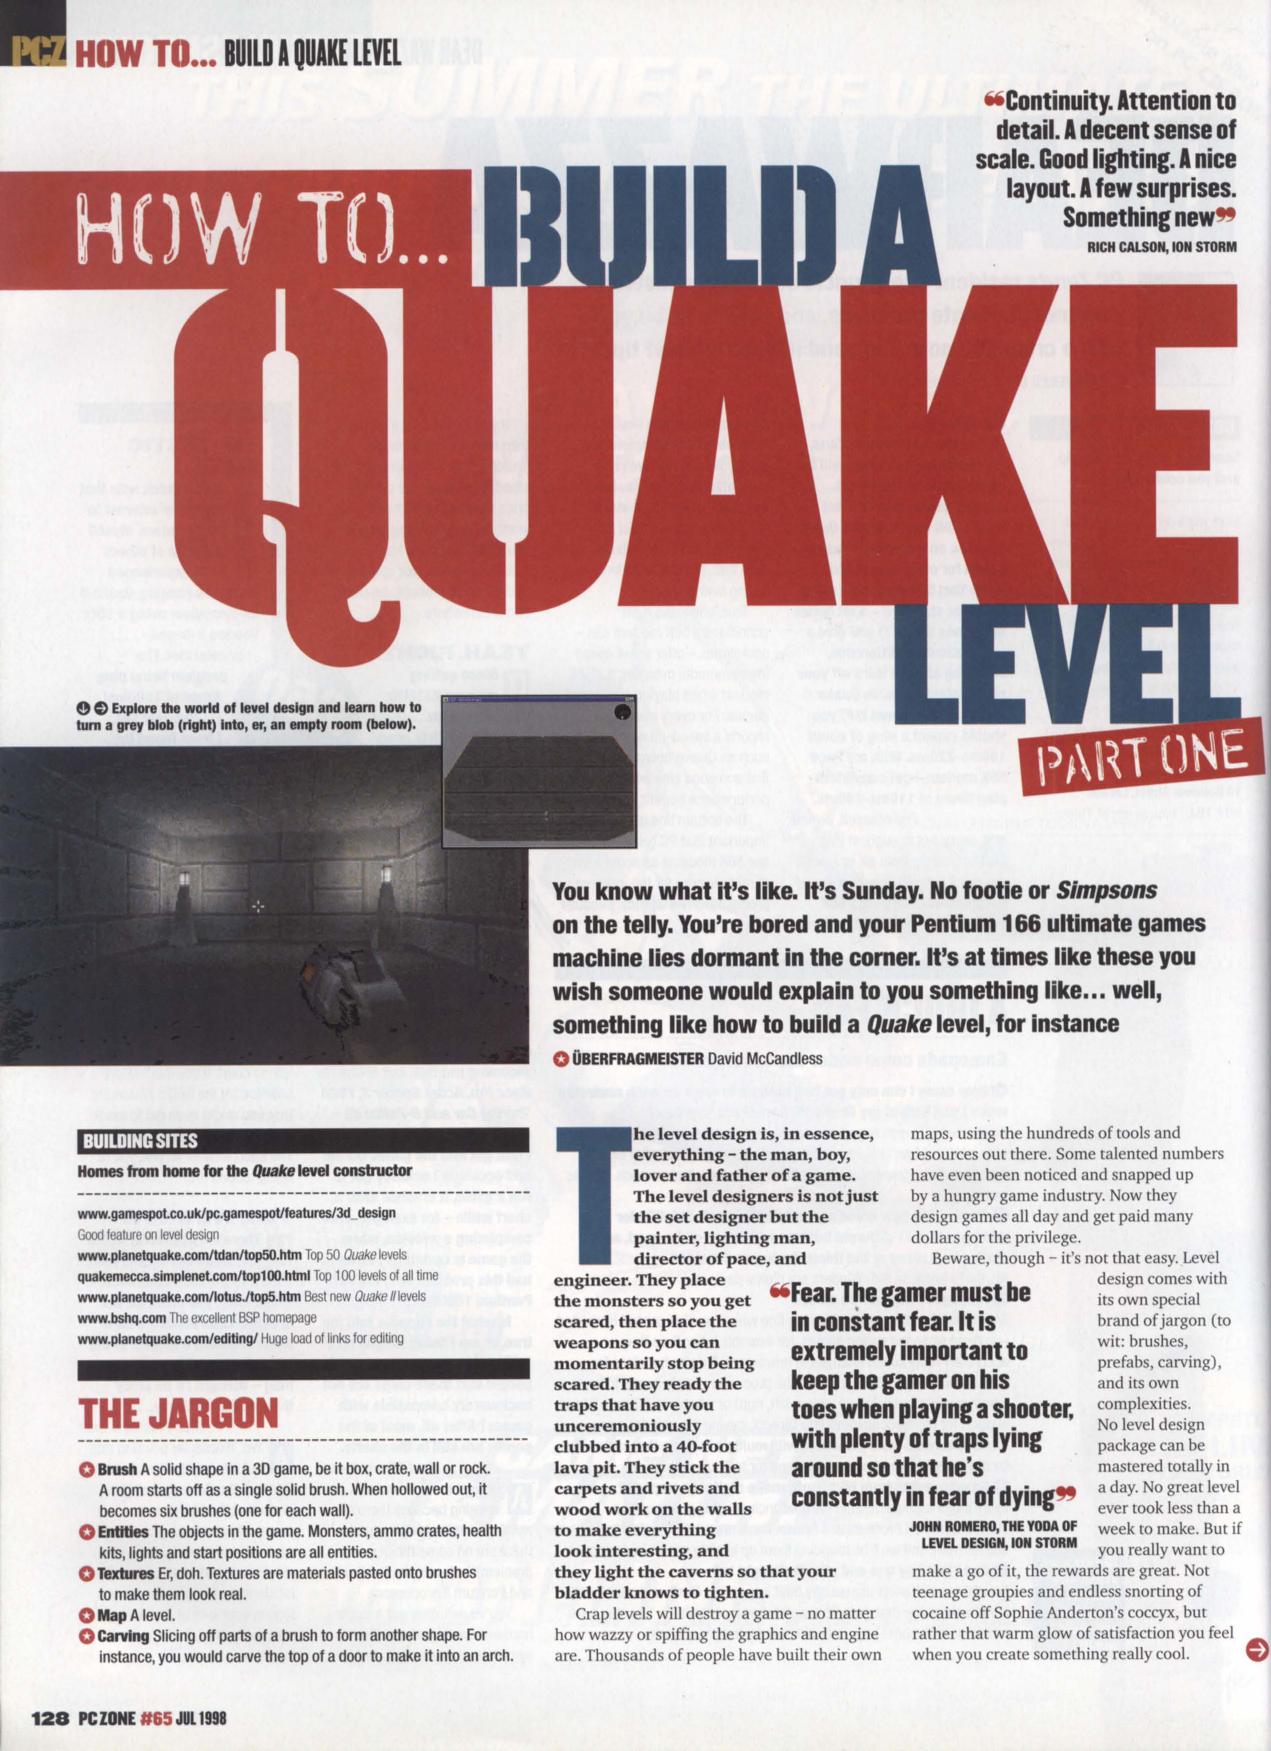 PCZ HOW TO... BUILD A QUAKE LEVEL
❝Continuity. Attention to
detail. A decent sense of
scale. Good lighting. A nice
layout. A few surprises.
Something new❞
RICH CALSON, ION STORM
HOW TO... BUILD A
QUAKE
LEVEL
PART ONE
Explore the world of level design and learn how to
turn a grey blob (right) into, er, an empty room (below).
You know what it's like. It's Sunday. No footie or Simpsons
on the telly. You're bored and your Pentium 166 ultimate games
machine lies dormant in the corner. It's at times like these you
wish someone would explain to you something like... well,
something like how to build a Quake level, for instance
ÜBERFRAGMEISTER David McCandless
BUILDING SITES
Homes from home for the Quake level constructor
www.gamespot.co.uk/pc.gamespot/features/3d_design
Good feature on level design
www.planetquake.com/tdan/top50.htm Top 50 Quake levels
quakemecca.simplenet.com/top100.html Top 100 levels of all time
www.planetquake.com/lotus./top5.htm Best new Quake II levels
www.bshq.com The excellent BSP homepage
www.planetquake.com/editing/ Huge load of links for editing
THE JARGON
Brush A solid shape in a 3D game, be it box, crate, wall or rock.
A room starts off as a single solid brush. When hollowed out, it
becomes six brushes (one for each wall).
Entities The objects in the game. Monsters, ammo crates, health
kits, lights and start positions are all entities.
Textures Er, doh. Textures are materials pasted onto brushes
to make them look real.
Map A level.
Carving Slicing off parts of a brush to form another shape. For
instance, you would carve the top of a door to make it into an arch.
The level design is, in essence,
everything – the man, boy,
lover and father of a game.
The level designers is not just
the set designer but the
painter, lighting man,
director of pace, and
engineer. They place
the monsters so you get
scared, then place the
weapons so you can
momentarily stop being
scared. They ready the
traps that have you
unceremoniously
clubbed into a 40-foot
lava pit. They stick the
carpets and rivets and
wood work on the walls
to make everything
look interesting, and
they light the caverns so that your
bladder knows to tighten.
Crap levels will destroy a game – no matter
how wazzy or spiffing the graphics and engine
are. Thousands of people have built their own
❝Fear. The gamer must be
in constant fear. It is
extremely important to
keep the gamer on his
toes when playing a shooter,
with plenty of traps lying
around so that he's
constantly in fear of dying❞
JOHN ROMERO, THE YODA OF
LEVEL DESIGN, ION STORM
maps, using the hundreds of tools and
resources out there. Some talented numbers
have even been noticed and snapped up
by a hungry game industry. Now they
design games all day and get paid many
dollars for the privilege.
Beware, though – it's not that easy. Level
design comes with
its own special
brand of jargon (to
wit: brushes,
prefabs, carving),
and its own
complexities.
No level design
package can be
mastered totally in
a day. No great level
ever took less than a
week to make. But if
you really want to
make a go of it, the rewards are great. Not
teenage groupies and endless snorting of
cocaine off Sophie Anderton's coccyx, but
rather that warm glow of satisfaction you feel
when you create something really cool.
128 PC ZONE #65 JUL 1998